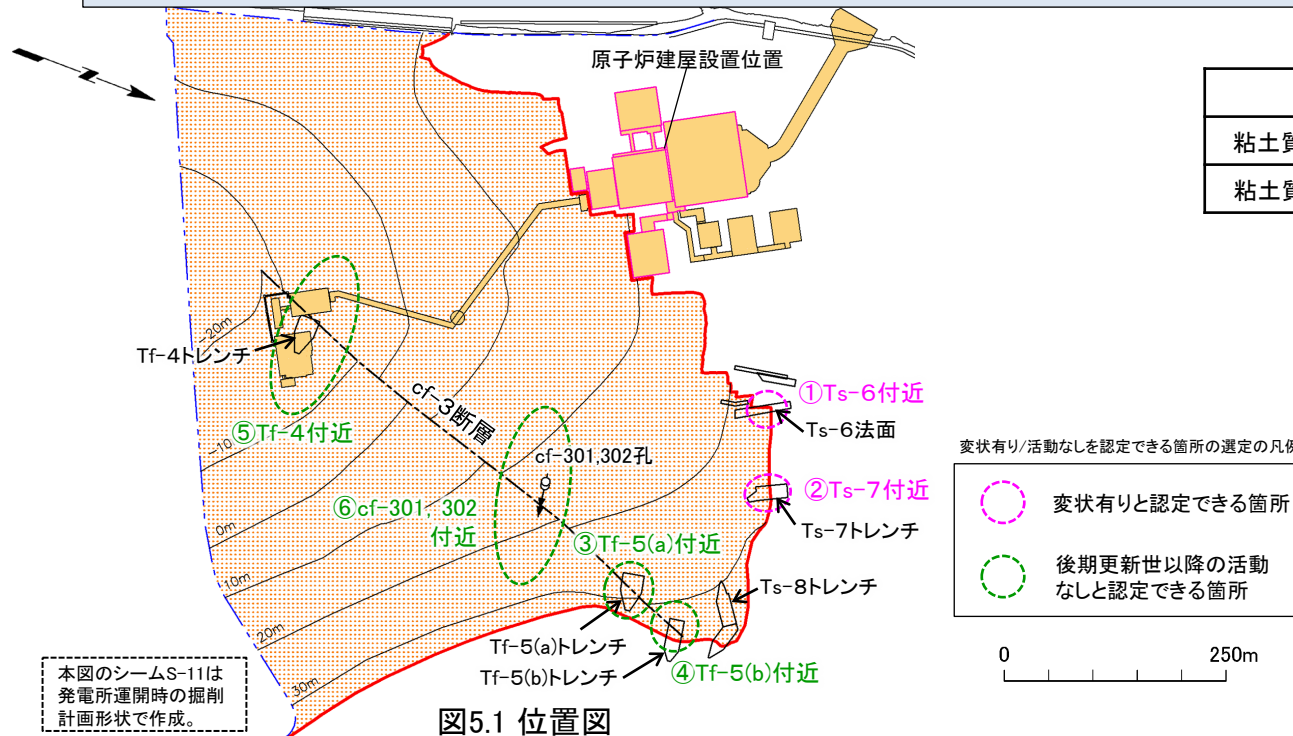 原子炉建屋設置位置
粘土質
粘土質
-20m
Tf-4トレンチ
cf-3断層
①Ts-6付近
Ts-6法面
⑤Tf-4付近
-10
cf-301,302孔
変状有り/活動なしを認定できる箇所の選定の凡例
②Ts-7付近
変状有りと認定できる箇所
⑥cf-301, 302
付近
Ts-7トレンチ
0m
③Tf-5(a)付近
後期更新世以降の活動
なしと認定できる箇所
10m
Ts-8トレンチ
20m
Tf-5(a)トレンチ
0
250m
Tf-5(b)トレンチ
④Tf-5(b)付近
30m
本図のシームS-11は
発電所運開時の掘削
計画形状で作成。
図5.1 位置図